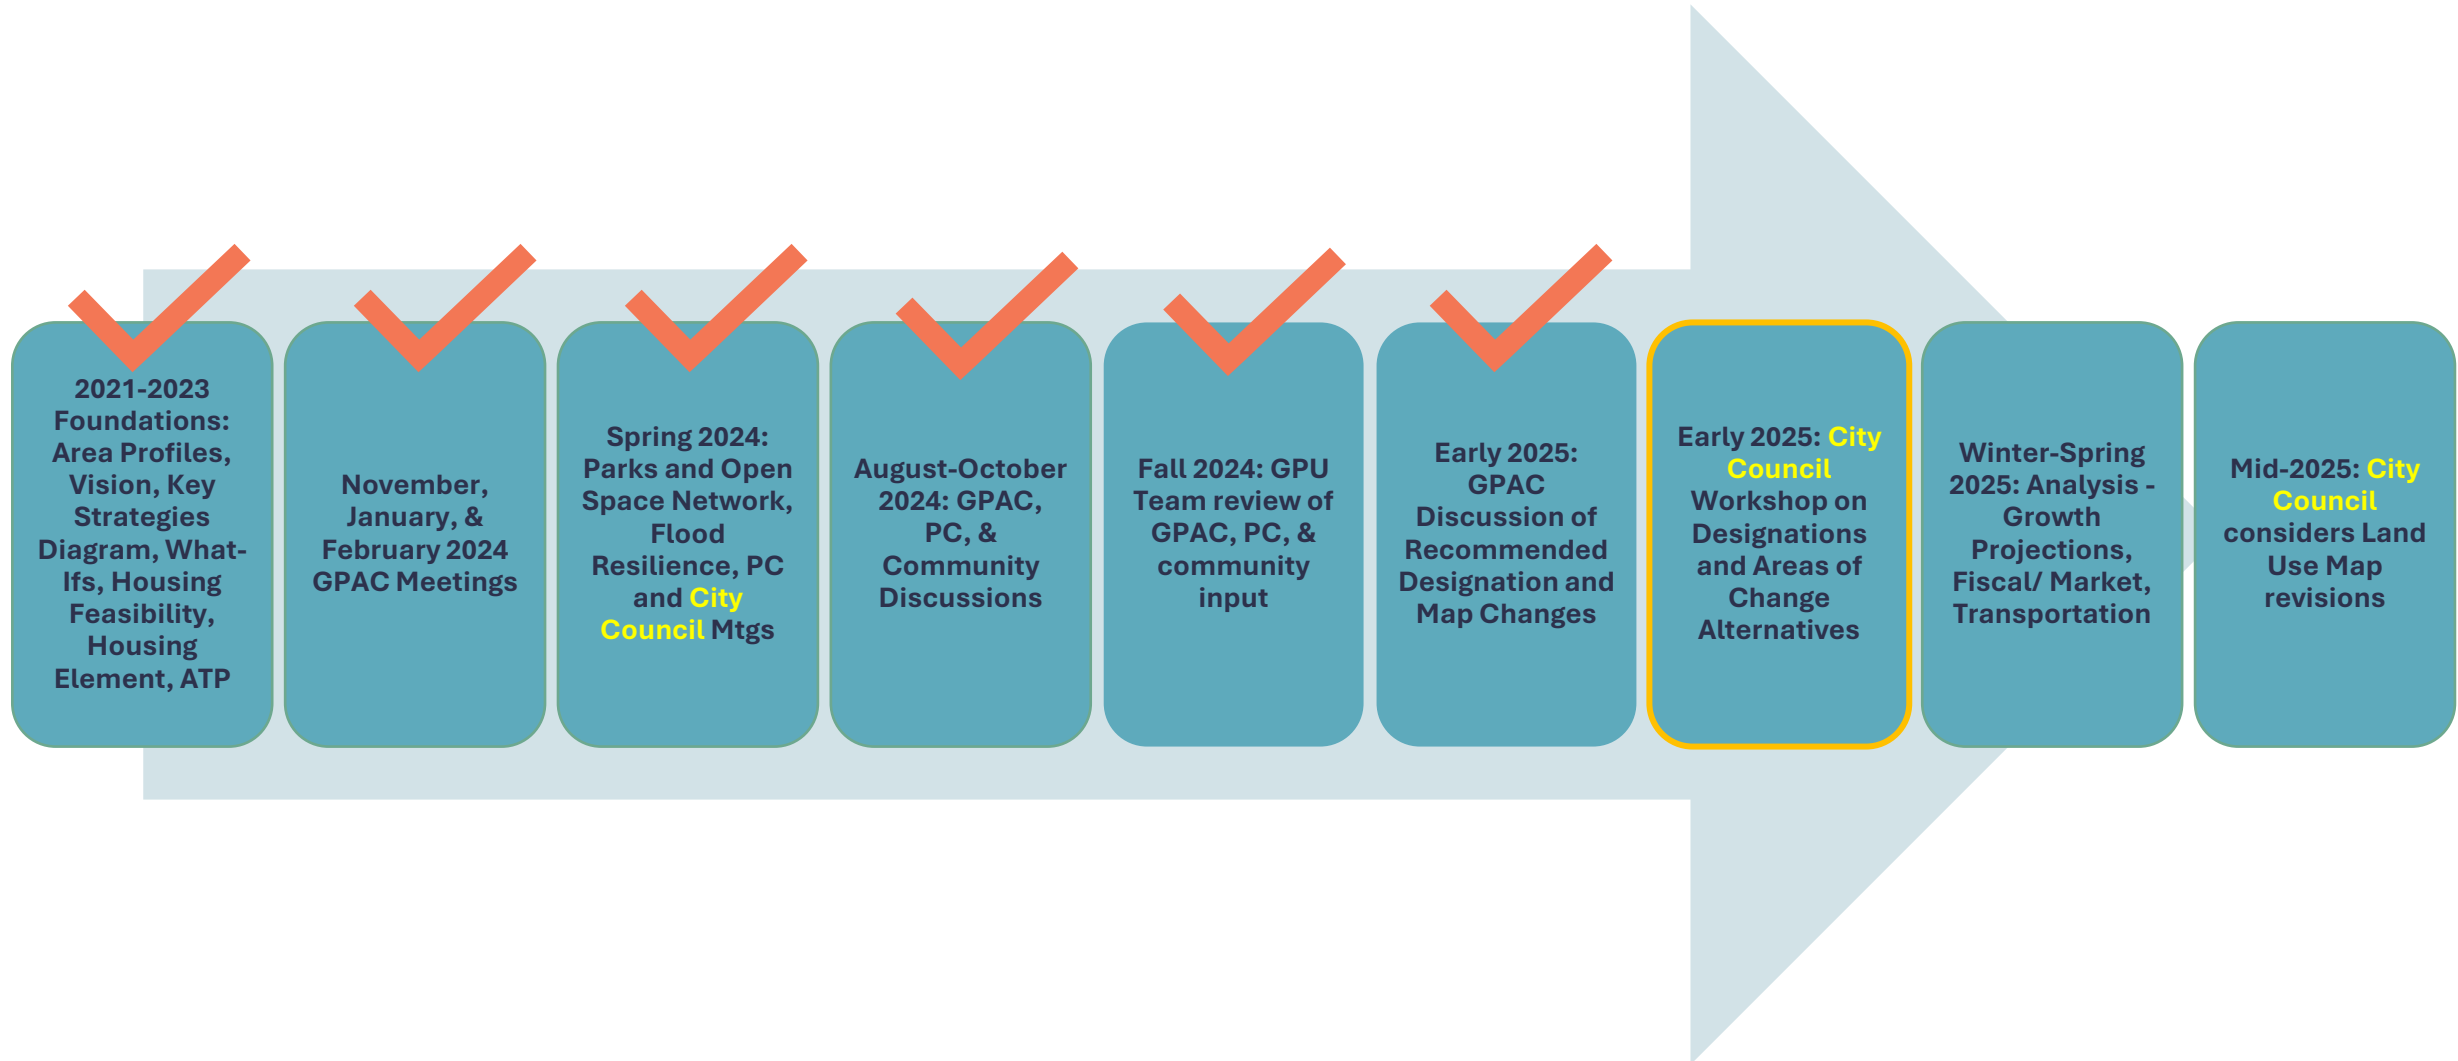 2021-2023
Foundations:
Area Profiles,
Vision, Key
Strategies
Diagram, What-
Ifs, Housing
Feasibility,
Housing
Element, ATP
November,
January, &
February 2024
GPAC Meetings
Spring 2024:
Parks and Open
Space Network,
Flood
Resilience, PC
and City
Council Mtgs
August-October
2024: GPAC,
PC, &
Community
Discussions
Fall 2024: GPU
Team review of
GPAC, PC, &
community
input
Early 2025:
GPAC
Discussion of
Recommended
Designation and
Map Changes
Early 2025: City
Council
Workshop on
Designations
and Areas of
Change
Alternatives
Winter-Spring
2025: Analysis -
Growth
Projections,
Fiscal/ Market,
Transportation
Mid-2025: City
Council
considers Land
Use Map
revisions